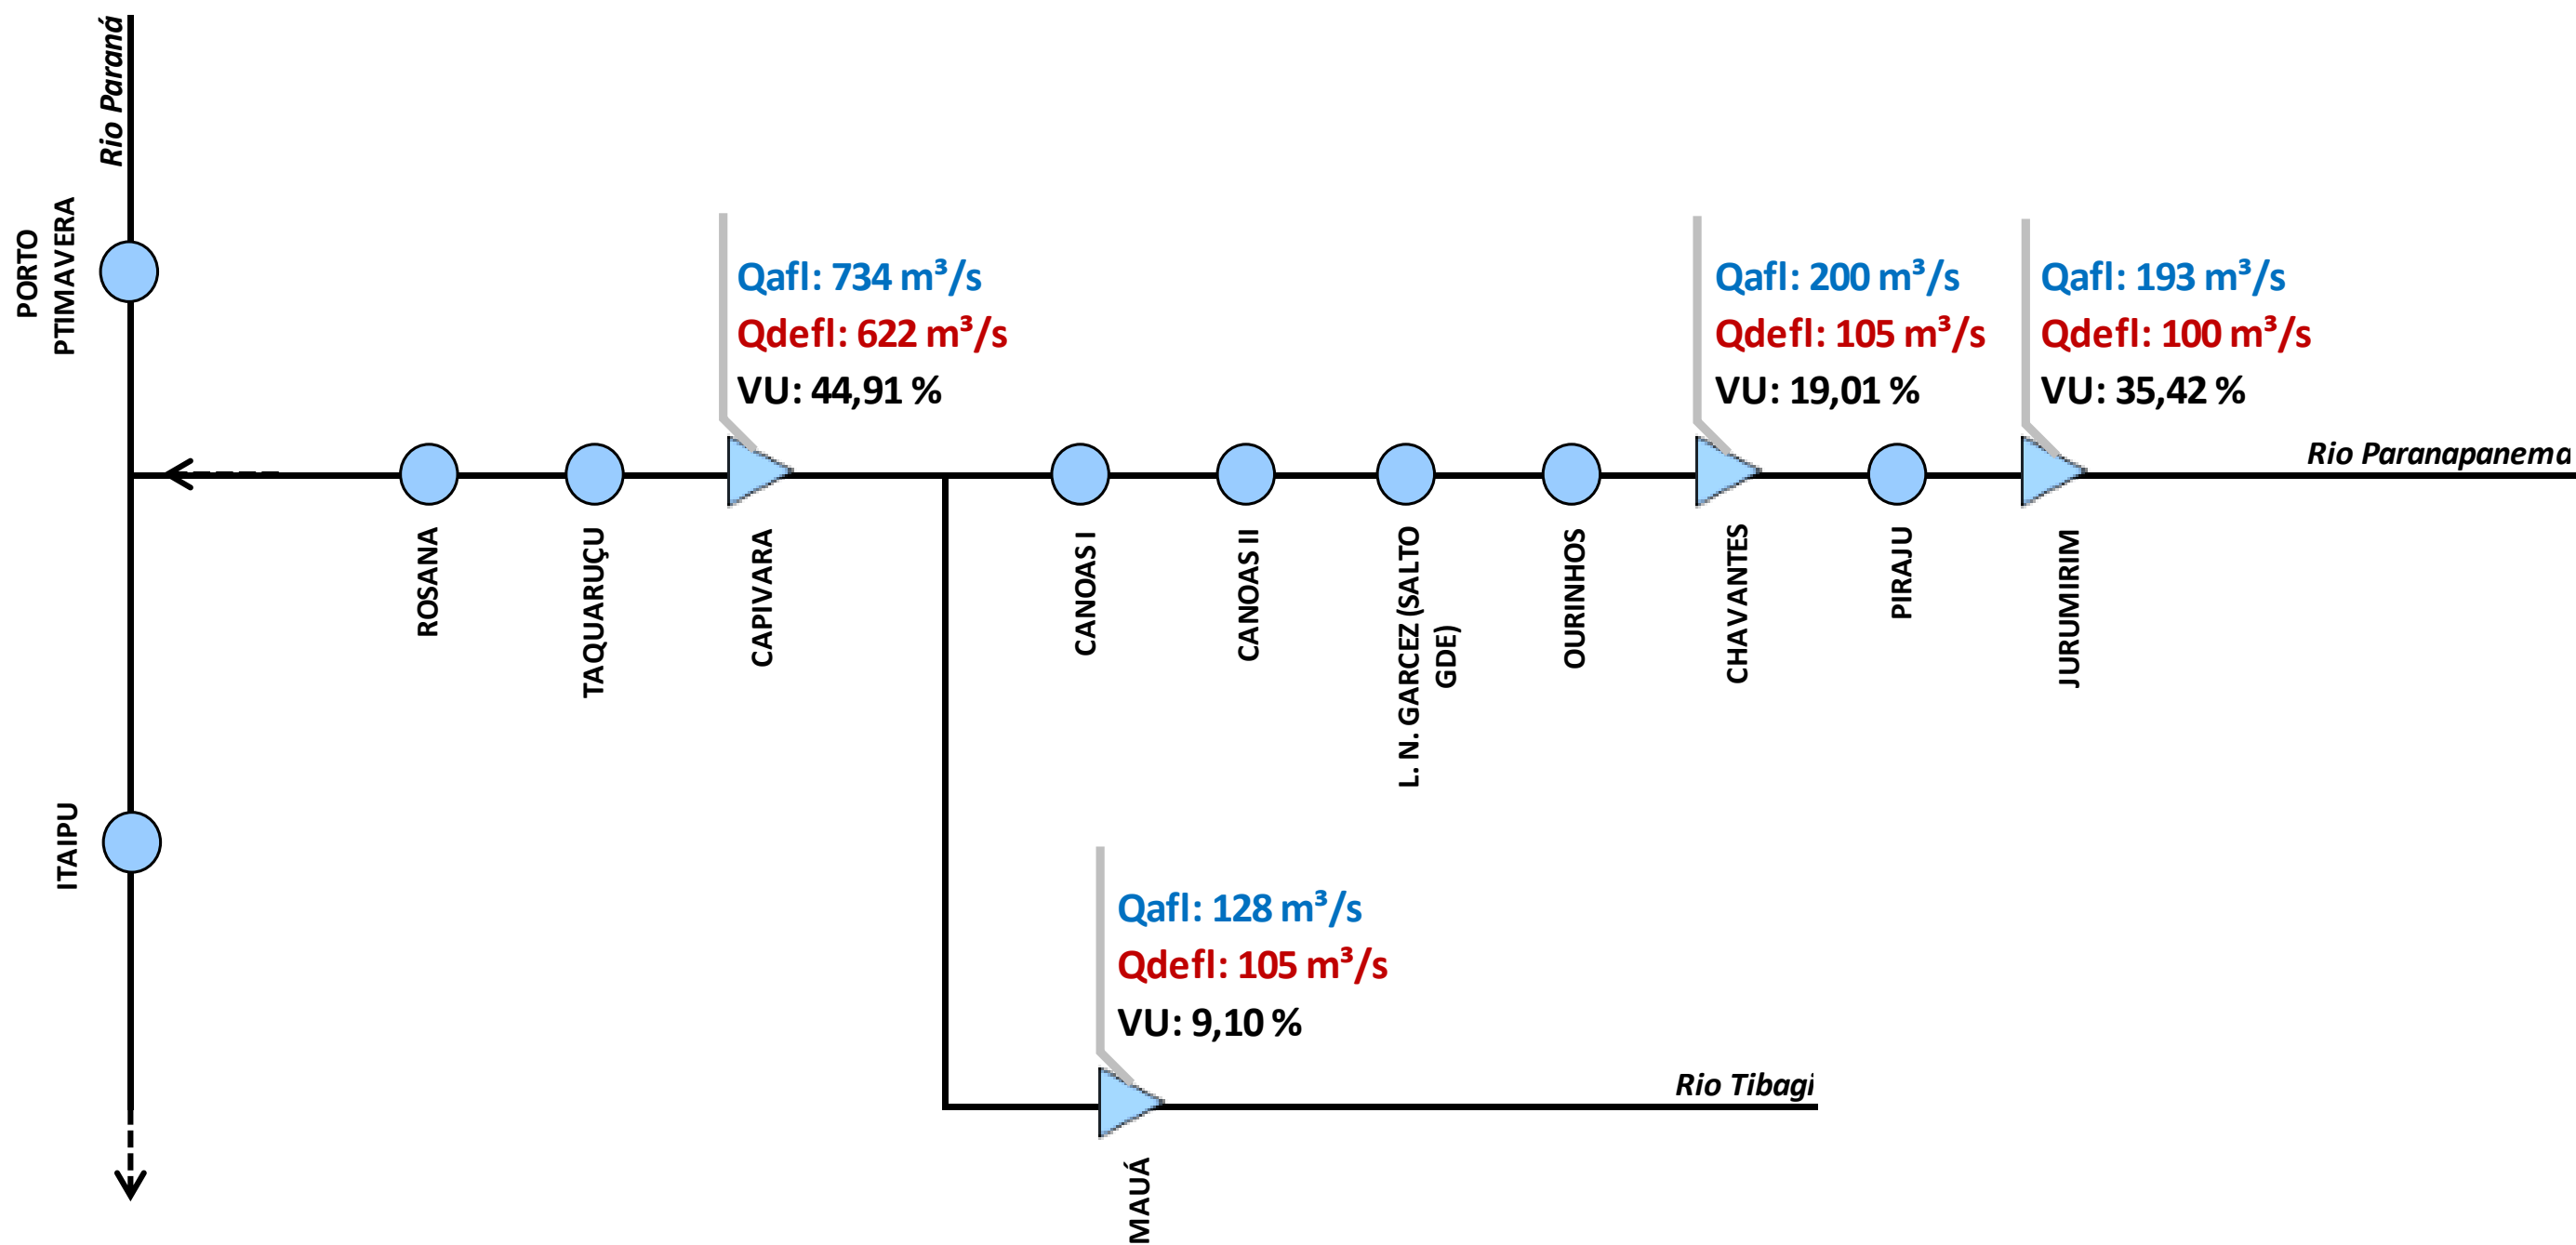 Rio Paraná
PORTO
PTIMAVERA
Qafl: 734 m³/s
Qdefl: 622 m³/s
VU: 44,91 %
Qafl: 200 m³/s
Qdefl: 105 m³/s
VU: 19,01 %
Qafl: 193 m³/s
Qdefl: 100 m³/s
VU: 35,42 %
Rio Paranapanema
ROSANA
TAQUARUÇU
CAPIVARA
CANOAS I
CANOAS II
L. N. GARCEZ (SALTO
GDE)
OURINHOS
CHAVANTES
PIRAJU
JURUMIRIM
ITAIPU
Qafl: 128 m³/s
Qdefl: 105 m³/s
VU: 9,10 %
Rio Tibagi
MAUÁ